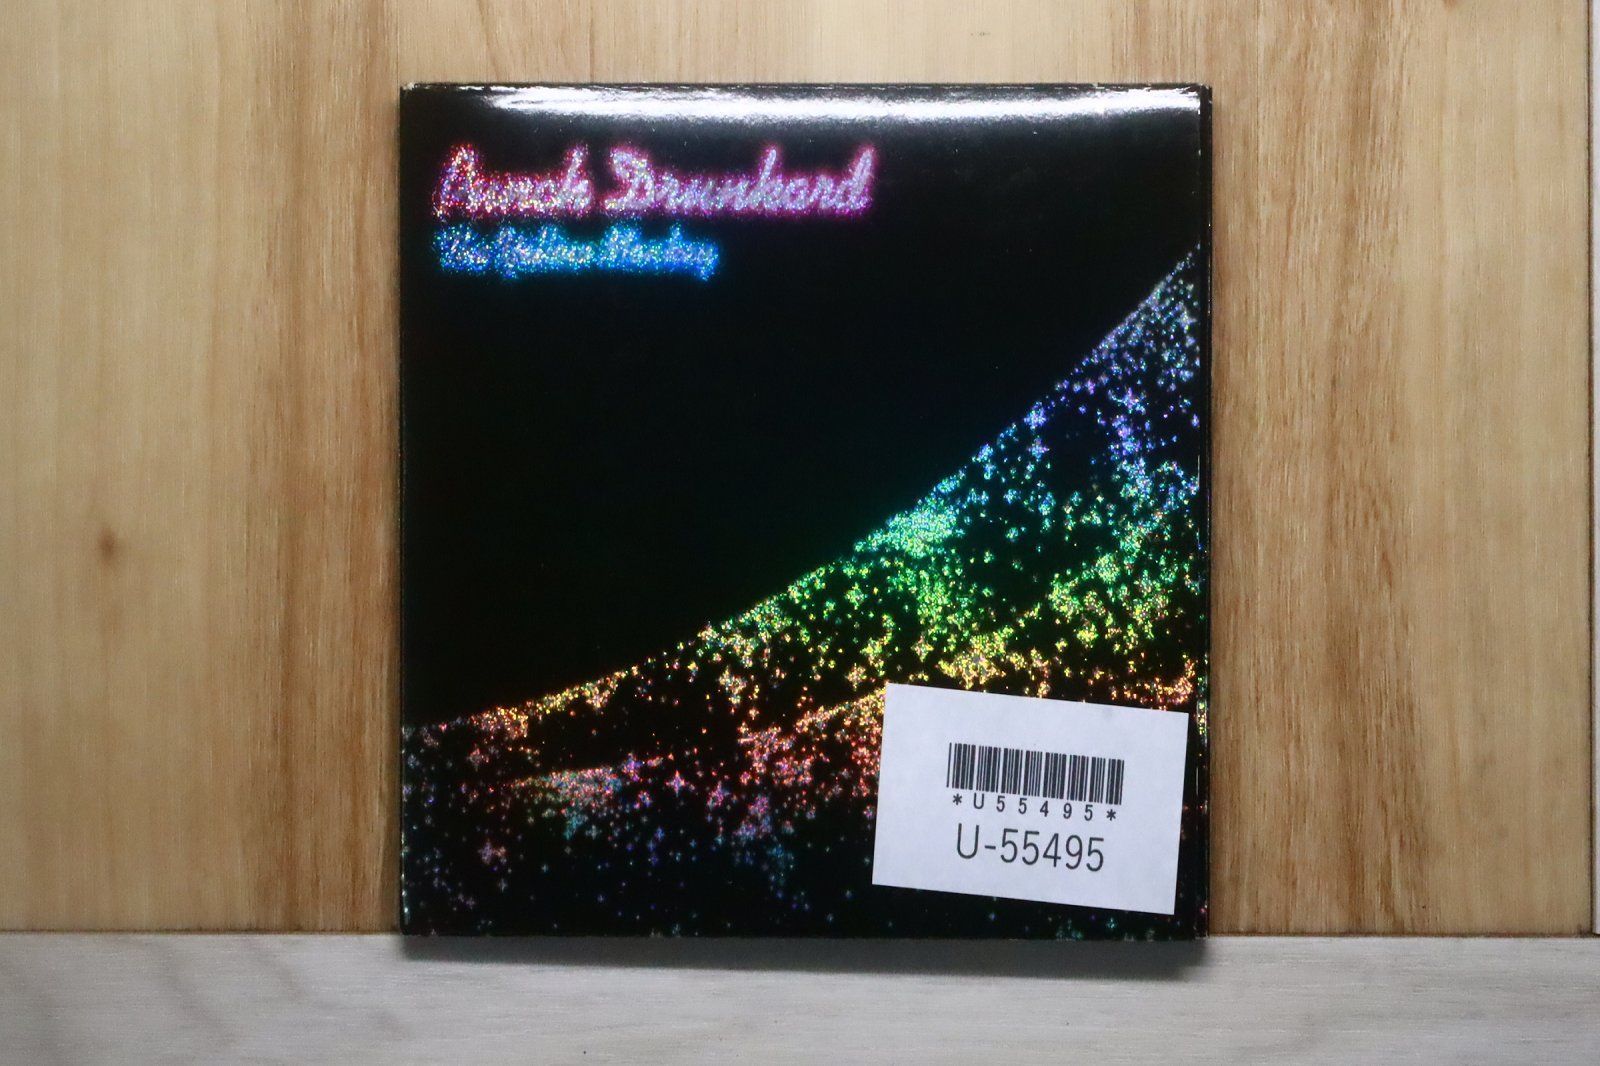 Punch Drunkard
The Yellow Monkey
*U55495*
U-55495